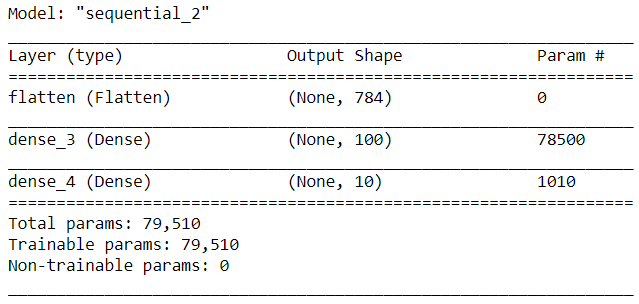 Model: "sequential_2"
Layer (type) Output Shape Param #
flatten (Flatten) (None, 784) 0
dense_3 (Dense) (None, 100) 78500
dense_4 (Dense) (None, 10) 1010
Total params: 79,510
Trainable params: 79,510
Non-trainable params: 0